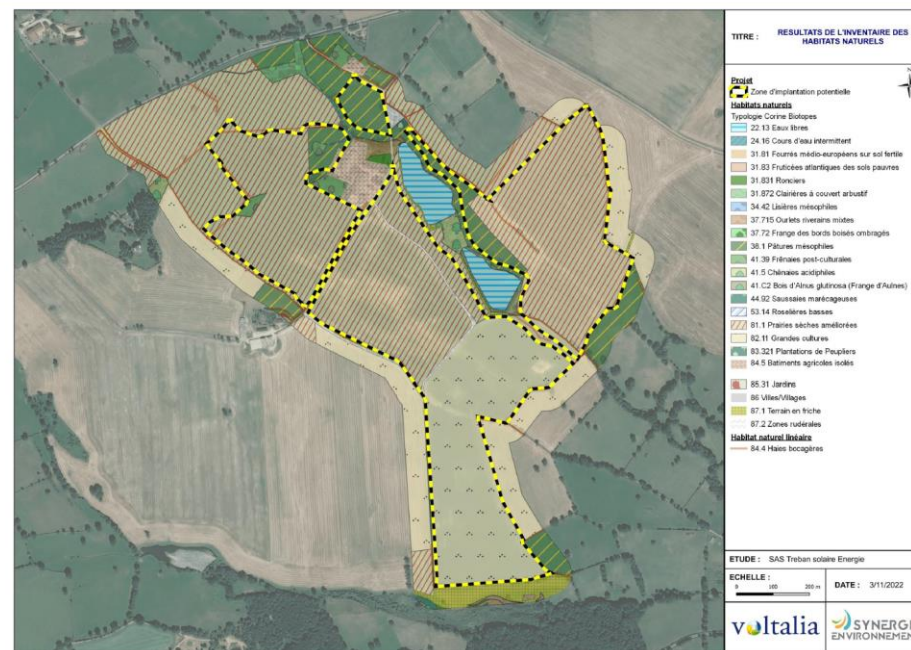 TITRE :
RESULTATS DE L'INVENTAIRE DES
HABITATS NATURELS
Projet
Zone d'implantation potentielle
Habitats naturels
Typologie Corine Biotopes
22.13 Eaux libres
24.16 Cours d'eau intermittent
31.81 Fourrés médio-européens sur sol fertile
31.83 Fruticées atlantiques des sols pauvres
31.831 Ronciers
31.872 Clairières à couvert arbustif
34.42 Lisières mésophiles
37.715 Ourlets riverains mixtes
37.72 Frange des bords boisés ombragés
38.1 Pâtures mésophiles
41.39 Frênaies post-culturales
41.5 Chênaies acidiphiles
41.C2 Bois d'Alnus glutinosa (Frange d'Aulnes)
44.92 Saussaies marécageuses
53.14 Roselières basses
81.1 Prairies sèches améliorées
82.11 Grandes cultures
83.321 Plantations de Peupliers
84.5 Batiments agricoles isolés
85.31 Jardins
86 Villes/Villages
87.1 Terrain en friche
87.2 Zones rudérales
Habitat naturel linéaire
84.4 Haies bocagères
ETUDE : SAS Treban solaire Energie
ECHELLE :
0 100 200 m
DATE : 3/11/2022
voltalia
SYNERGI
ENVIRONNEMEN